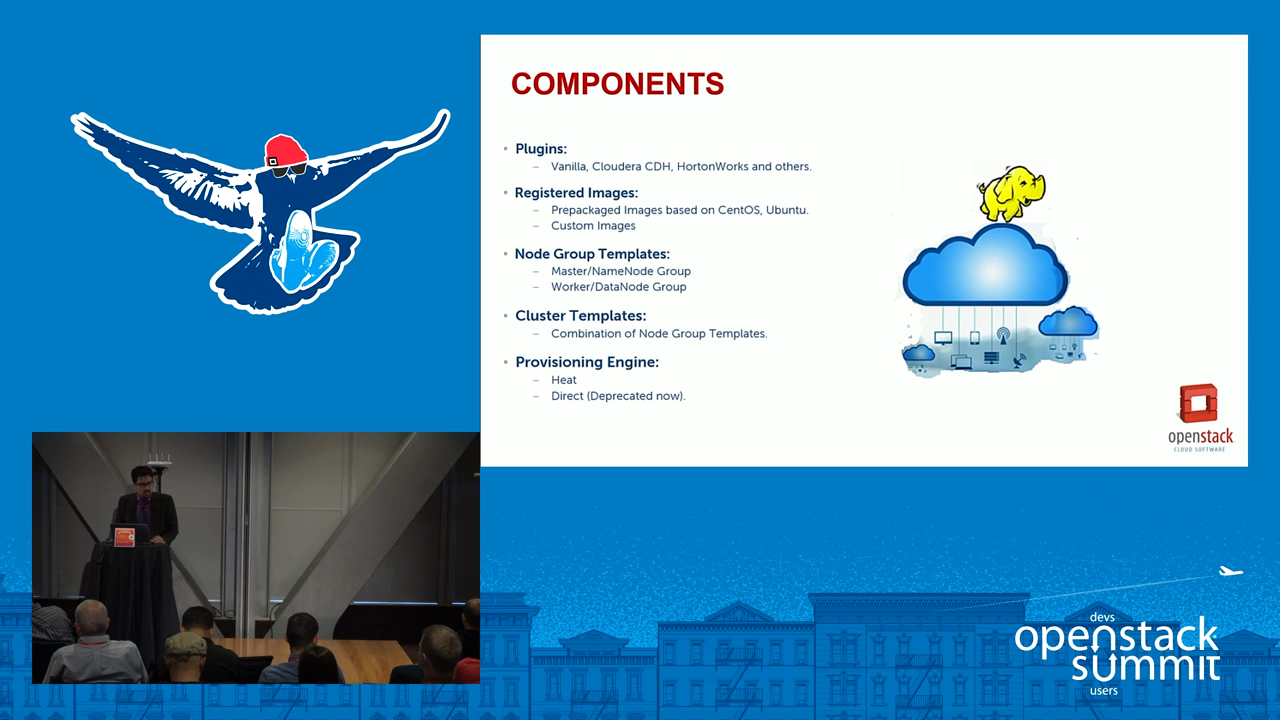 COMPONENTS
• Plugins:
– Vanilla, Cloudera CDH, HortonWorks and others.
• Registered Images:
– Prepackaged Images based on CentOS, Ubuntu.
– Custom Images
• Node Group Templates:
– Master/NameNode Group
– Worker/DataNode Group
• Cluster Templates:
– Combination of Node Group Templates.
• Provisioning Engine:
– Heat
– Direct (Deprecated now).
openstack
CLOUD SOFTWARE
devs
openstack
summit
users